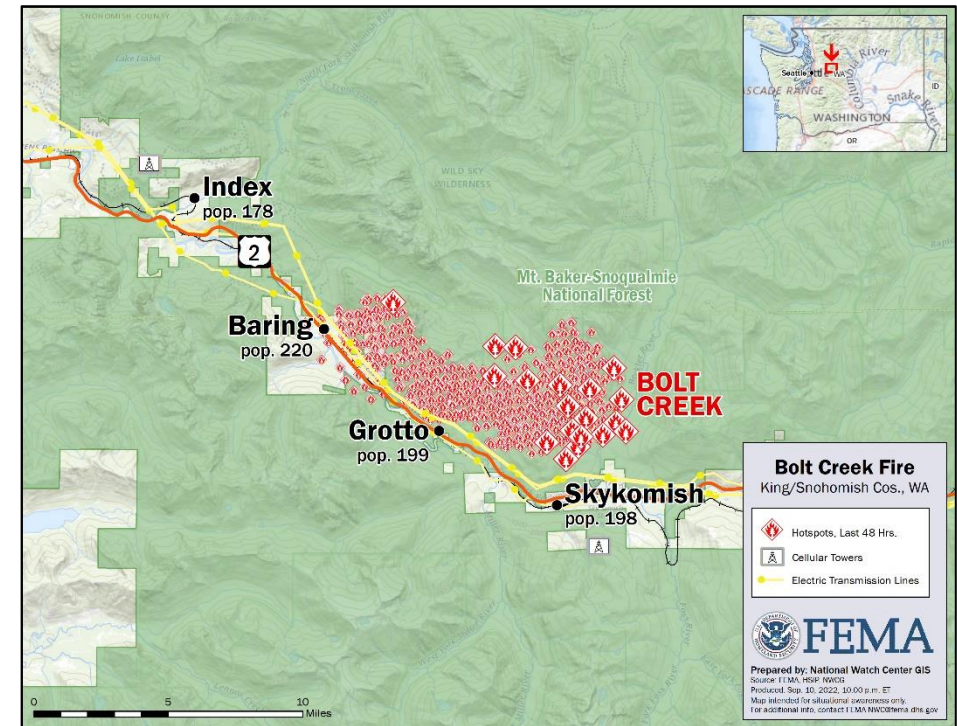 SNOHOMISH COUNTY
Lake Isabel
Index
pop. 178
2
WILD SKY
WILDERNESS
Mt. Baker-Snoqualmie
National Forest
Baring
pop. 220
BOLT
CREEK
Grotto
pop. 199
Skykomish
pop. 198
Seattle
WA
ID
CASCADE RANGE
Columbia River
Snake River
WASHINGTON
OR
Bolt Creek Fire
King/Snohomish Cos., WA
Hotspots, Last 48 Hrs.
Cellular Towers
Electric Transmission Lines
FEMA
Prepared by: National Watch Center GIS
Source: FEMA, HSIP, NWCG
Produced: Sep. 10, 2022, 10:00 p.m. ET
Map intended for situational awareness only.
For additional info, contact FEMA-NWC@fema.dhs.gov
0 5 10
Miles